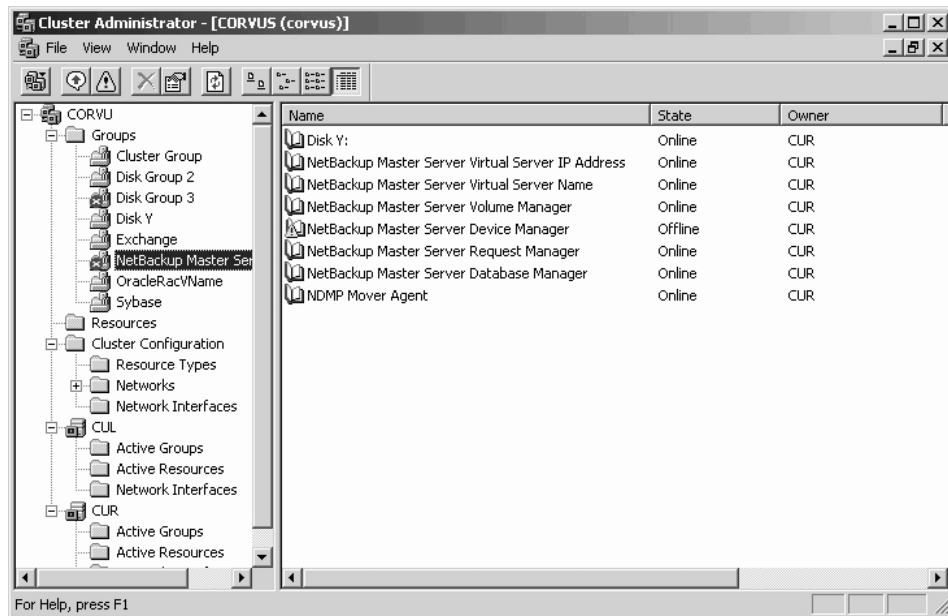 Cluster Administrator - [CORVUS (corvus)]
File View Window Help
CORVU
Groups
Cluster Group
Disk Group 2
Disk Group 3
Disk Y
Exchange
NetBackup Master Ser
OracleRacVName
Sybase
Resources
Cluster Configuration
Resource Types
Networks
Network Interfaces
CUL
Active Groups
Active Resources
Network Interfaces
CUR
Active Groups
Active Resources
Name State Owner
Disk Y: Online CUR
NetBackup Master Server Virtual Server IP Address Online CUR
NetBackup Master Server Virtual Server Name Online CUR
NetBackup Master Server Volume Manager Online CUR
NetBackup Master Server Device Manager Offline CUR
NetBackup Master Server Request Manager Online CUR
NetBackup Master Server Database Manager Online CUR
NDMP Mover Agent Online CUR
For Help, press F1